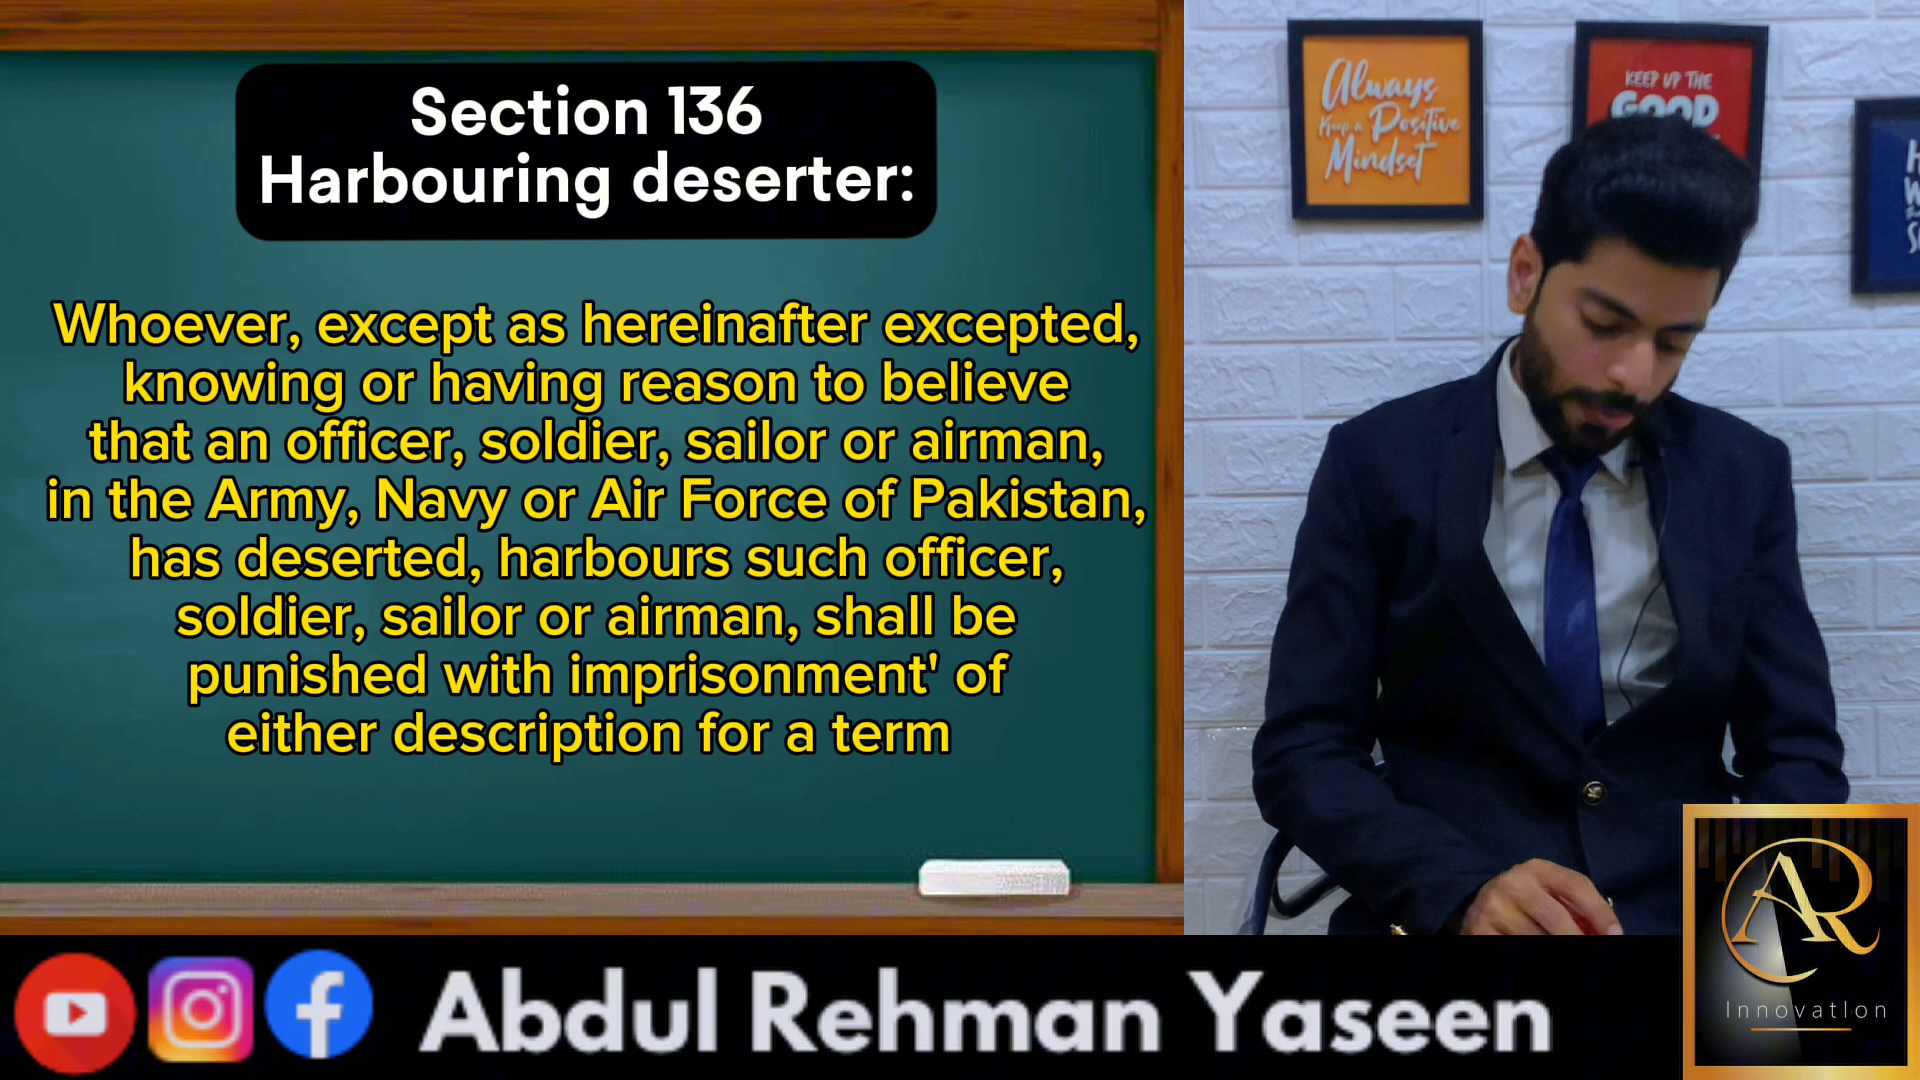 Section 136
Harbouring deserter:
Whoever, except as hereinafter excepted,
knowing or having reason to believe
that an officer, soldier, sailor or airman,
in the Army, Navy or Air Force of Pakistan,
has deserted, harbours such officer,
soldier, sailor or airman, shall be
punished with imprisonment' of
either description for a term
Always
Keep a Positive
Mindset
KEEP UP THE
GOOD
Abdul Rehman Yaseen
AR
InnovatIon